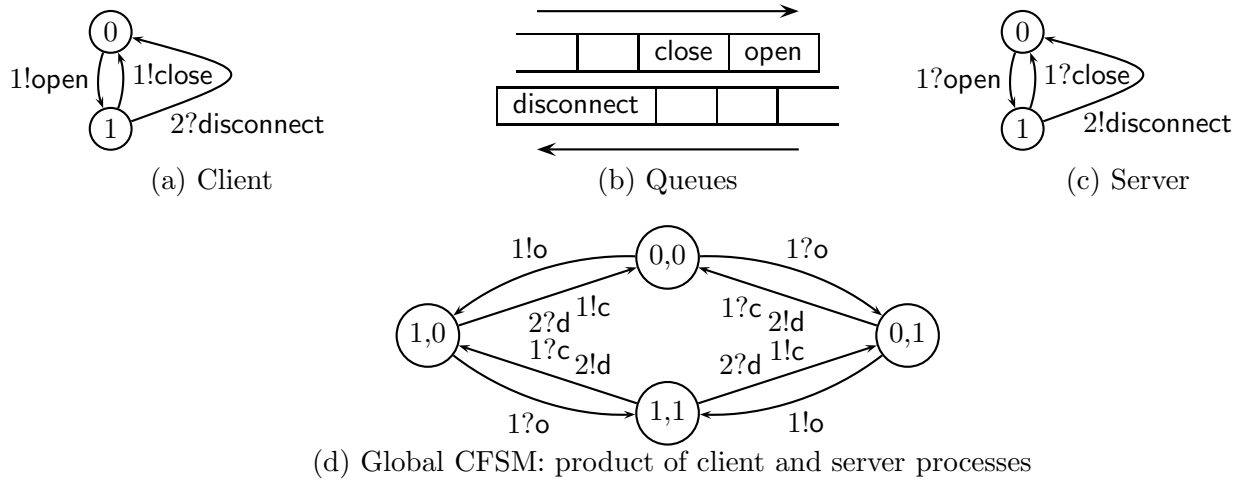 0
1!open
1!close
1
2?disconnect
(a) Client
close
open
disconnect
(b) Queues
0
1?open
1?close
1
2!disconnect
(c) Server
0,0
1!o
1?o
1!c
2?d
1?c
2!d
1,0
0,1
1?c
2!d
2?d
1!c
1?o
1,1
1!o
(d) Global CFSM: product of client and server processes